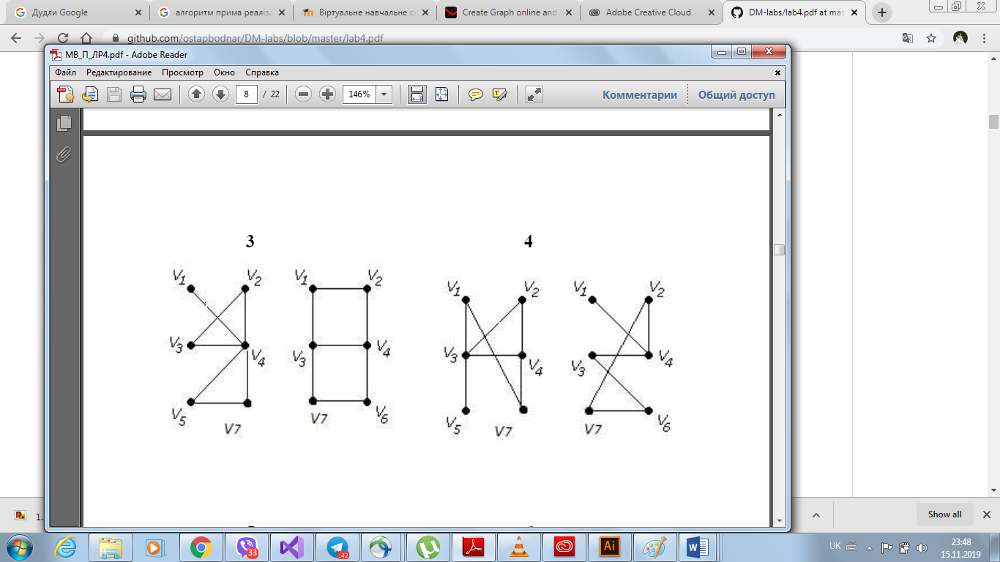 Дудли Google
алгоритм прима реаліза
Віртуальне навчальне с
Create Graph online and
Adobe Creative Cloud
DM-labs/lab4.pdf at mas
github.com/ostapbodnar/DM-labs/blob/master/lab4.pdf
МВ_П_ЛР4.pdf - Adobe Reader
Файл Редактирование Просмотр Окно Справка
8 / 22 146% Комментарии Общий доступ
3 4
V1 V2 V1 V2 V1 V2 V1 V2
V3 V4 V3 V4 V3 V4 V3 V4
V5 V7 V7 V6 V5 V7 V7 V6
1. Show all
33 .42 Ai UK 23:48
15.11.2019